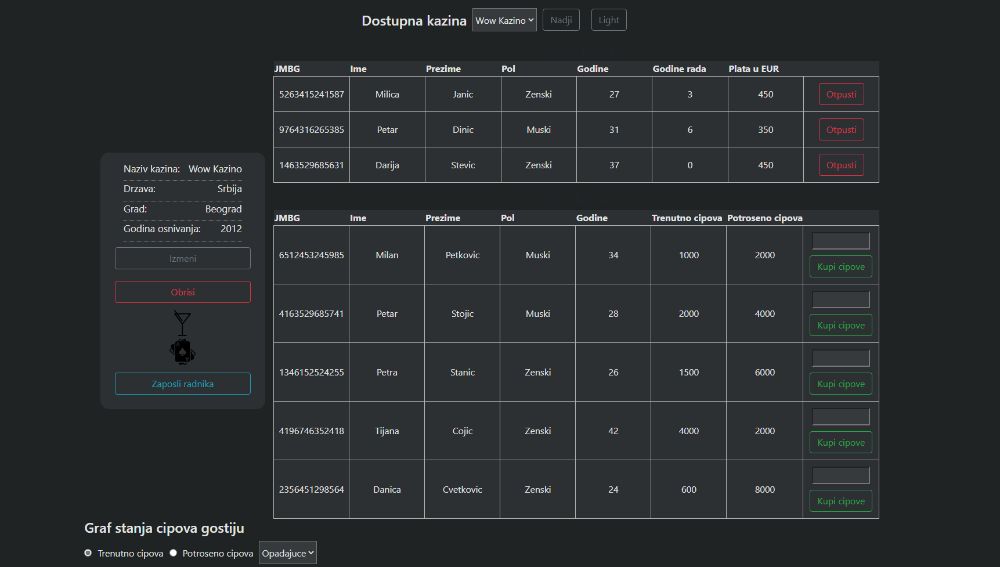 Dostupna kazina Wow Kazino Nadji Light
JMBG Ime Prezime Pol Godine Godine rada Plata u EUR
5263415241587 Milica Janic Zenski 27 3 450 Otpusti
9764316265385 Petar Dinic Muski 31 6 350 Otpusti
1463529685631 Darija Stevic Zenski 37 0 450 Otpusti
Naziv kazina: Wow Kazino
Drzava: Srbija
Grad: Beograd
Godina osnivanja: 2012
Izmeni
Obrisi
Zaposli radnika
JMBG Ime Prezime Pol Godine Trenutno cipova Potroseno cipova
6512453245985 Milan Petkovic Muski 34 1000 2000 Kupi cipove
4163529685741 Petar Stojic Muski 28 2000 4000 Kupi cipove
1346152524255 Petra Stanic Zenski 26 1500 6000 Kupi cipove
4196746352418 Tijana Cojic Zenski 42 4000 2000 Kupi cipove
2356451298564 Danica Cvetkovic Zenski 24 600 8000 Kupi cipove
Graf stanja cipova gostiju
Trenutno cipova Potroseno cipova Opadajuce